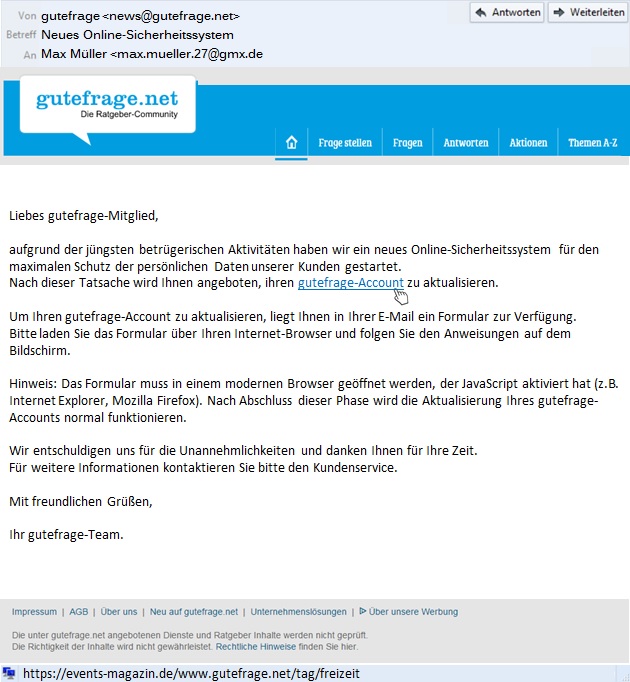 Von gutefrage <news@gutefrage.net>
Antworten
Weiterleiten
Betreff Neues Online-Sicherheitssystem
An Max Müller <max.mueller.27@gmx.de
gutefrage.net
Die Ratgeber-Community
Frage stellen Fragen Antworten Aktionen Themen A-Z
Liebes gutefrage-Mitglied,
aufgrund der jüngsten betrügerischen Aktivitäten haben wir ein neues Online-Sicherheitssystem für den
maximalen Schutz der persönlichen Daten unserer Kunden gestartet.
Nach dieser Tatsache wird Ihnen angeboten, ihren gutefrage-Account zu aktualisieren.
Um Ihren gutefrage-Account zu aktualisieren, liegt Ihnen in Ihrer E-Mail ein Formular zur Verfügung.
Bitte laden Sie das Formular über Ihren Internet-Browser und folgen Sie den Anweisungen auf dem
Bildschirm.
Hinweis: Das Formular muss in einem modernen Browser geöffnet werden, der JavaScript aktiviert hat (z.B.
Internet Explorer, Mozilla Firefox). Nach Abschluss dieser Phase wird die Aktualisierung Ihres gutefrage-
Accounts normal funktionieren.
Wir entschuldigen uns für die Unannehmlichkeiten und danken Ihnen für Ihre Zeit.
Für weitere Informationen kontaktieren Sie bitte den Kundenservice.
Mit freundlichen Grüßen,
Ihr gutefrage-Team.
Impressum | AGB | Über uns | Neu auf gutefrage.net | Unternehmenslösungen | Über unsere Werbung
Die unter gutefrage.net angebotenen Dienste und Ratgeber Inhalte werden nicht geprüft.
Die Richtigkeit der Inhalte wird nicht gewährleistet. Rechtliche Hinweise finden Sie hier.
https://events-magazin.de/www.gutefrage.net/tag/freizeit